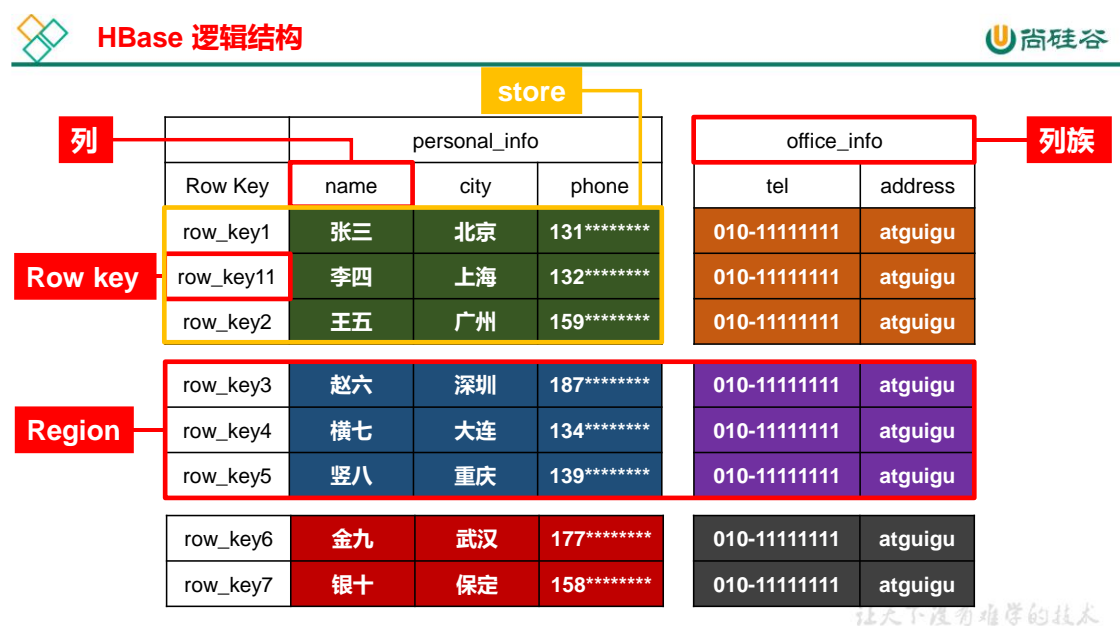 HBase 逻辑结构
尚硅谷
store
列
personal_info
office_info
列族
Row Key name city phone tel address
row_key1 张三 北京 131******** 010-11111111 atguigu
Row key
row_key11 李四 上海 132******** 010-11111111 atguigu
row_key2 王五 广州 159******** 010-11111111 atguigu
row_key3 赵六 深圳 187******** 010-11111111 atguigu
Region
row_key4 横七 大连 134******** 010-11111111 atguigu
row_key5 竖八 重庆 139******** 010-11111111 atguigu
row_key6 金九 武汉 177******** 010-11111111 atguigu
row_key7 银十 保定 158******** 010-11111111 atguigu
让天下没有难学的技术